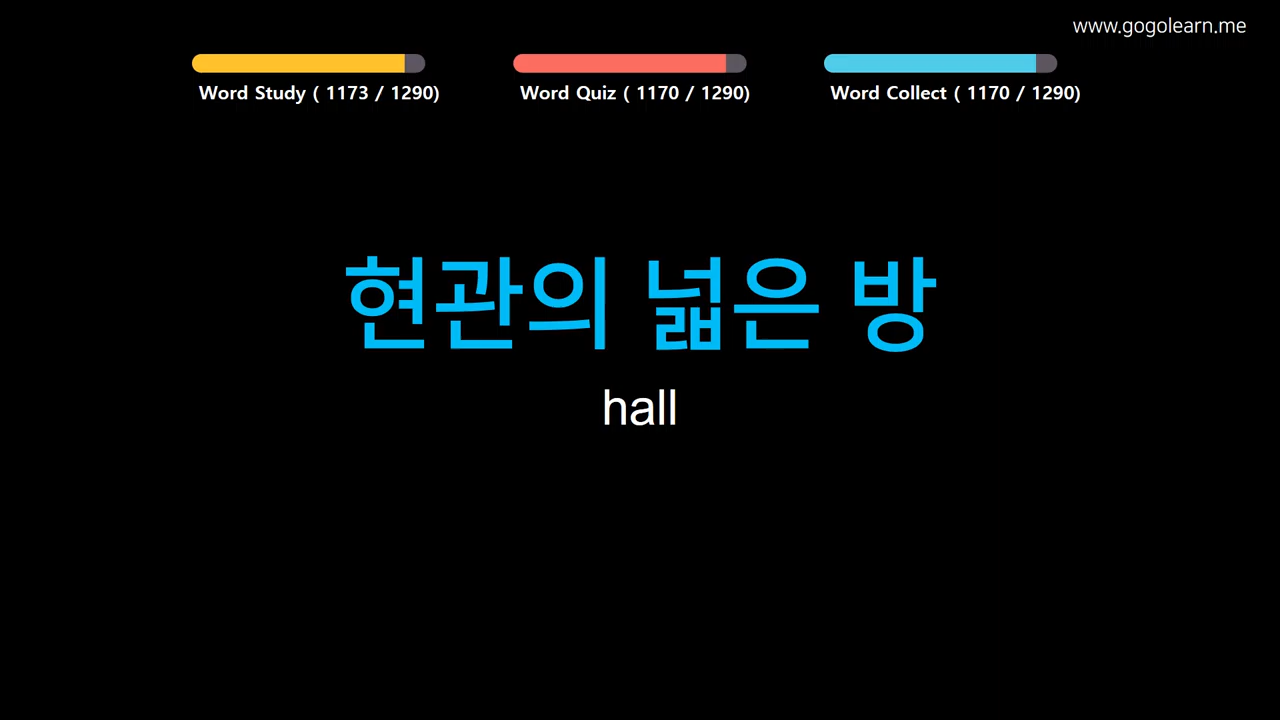 www.gogolearn.me
Word Study ( 1173 / 1290)
Word Quiz ( 1170 / 1290)
Word Collect ( 1170 / 1290)
현관의 넓은 방
hall